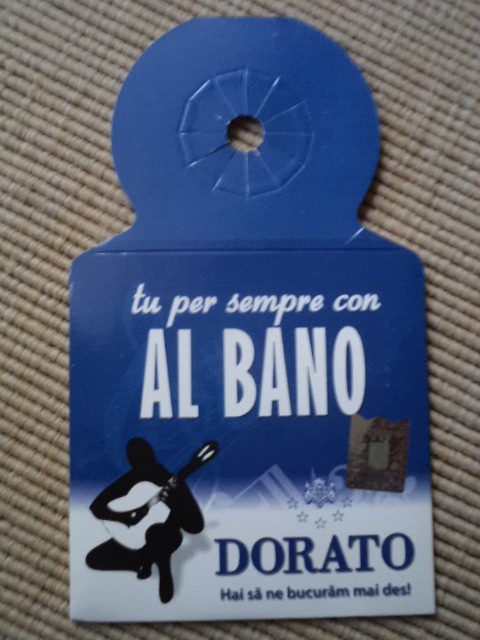 tu per sempre con
AL BANO
DORATO
Hai să ne bucurăm mai des!